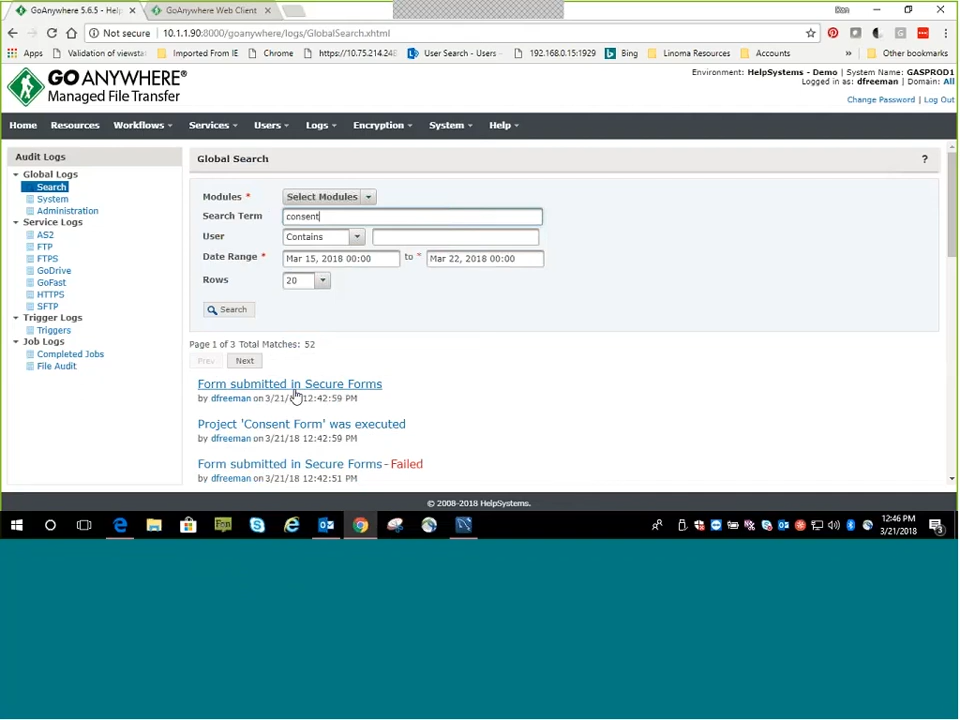 GoAnywhere 5.6.5 - Help
GoAnywhere Web Client
Not secure | 10.1.1.90:8000/goanywhere/logs/GlobalSearch.xhtml
Apps
Validation of viewsta
Imported From IE
Chrome
https://10.75.214.24
User Search - Users
192.168.0.15:1929
Bing
Linoma Resources
Accounts
»
Other bookmarks
GO ANYWHERE®
Managed File Transfer
Environment: HelpSystems - Demo | System Name: GASPROD1
Logged in as: dfreeman | Domain: All
Change Password | Log Out
Home
Resources
Workflows
Services
Users
Logs
Encryption
System
Help
Audit Logs
Global Logs
Search
System
Administration
Service Logs
AS2
FTP
FTPS
GoDrive
GoFast
HTTPS
SFTP
Trigger Logs
Triggers
Job Logs
Completed Jobs
File Audit
Global Search
?
Modules *
Select Modules
Search Term
consent
User
Contains
Date Range *
Mar 15, 2018 00:00
to *
Mar 22, 2018 00:00
Rows
20
Search
Page 1 of 3 Total Matches: 52
Prev
Next
Form submitted in Secure Forms
by dfreeman on 12:42:59 PM
Project 'Consent Form' was executed
by dfreeman on 3/21/18 12:42:59 PM
Form submitted in Secure Forms - Failed
by dfreeman on 3/21/18 12:42:51 PM
© 2008-2018 HelpSystems.
12:46 PM
3/21/2018
3